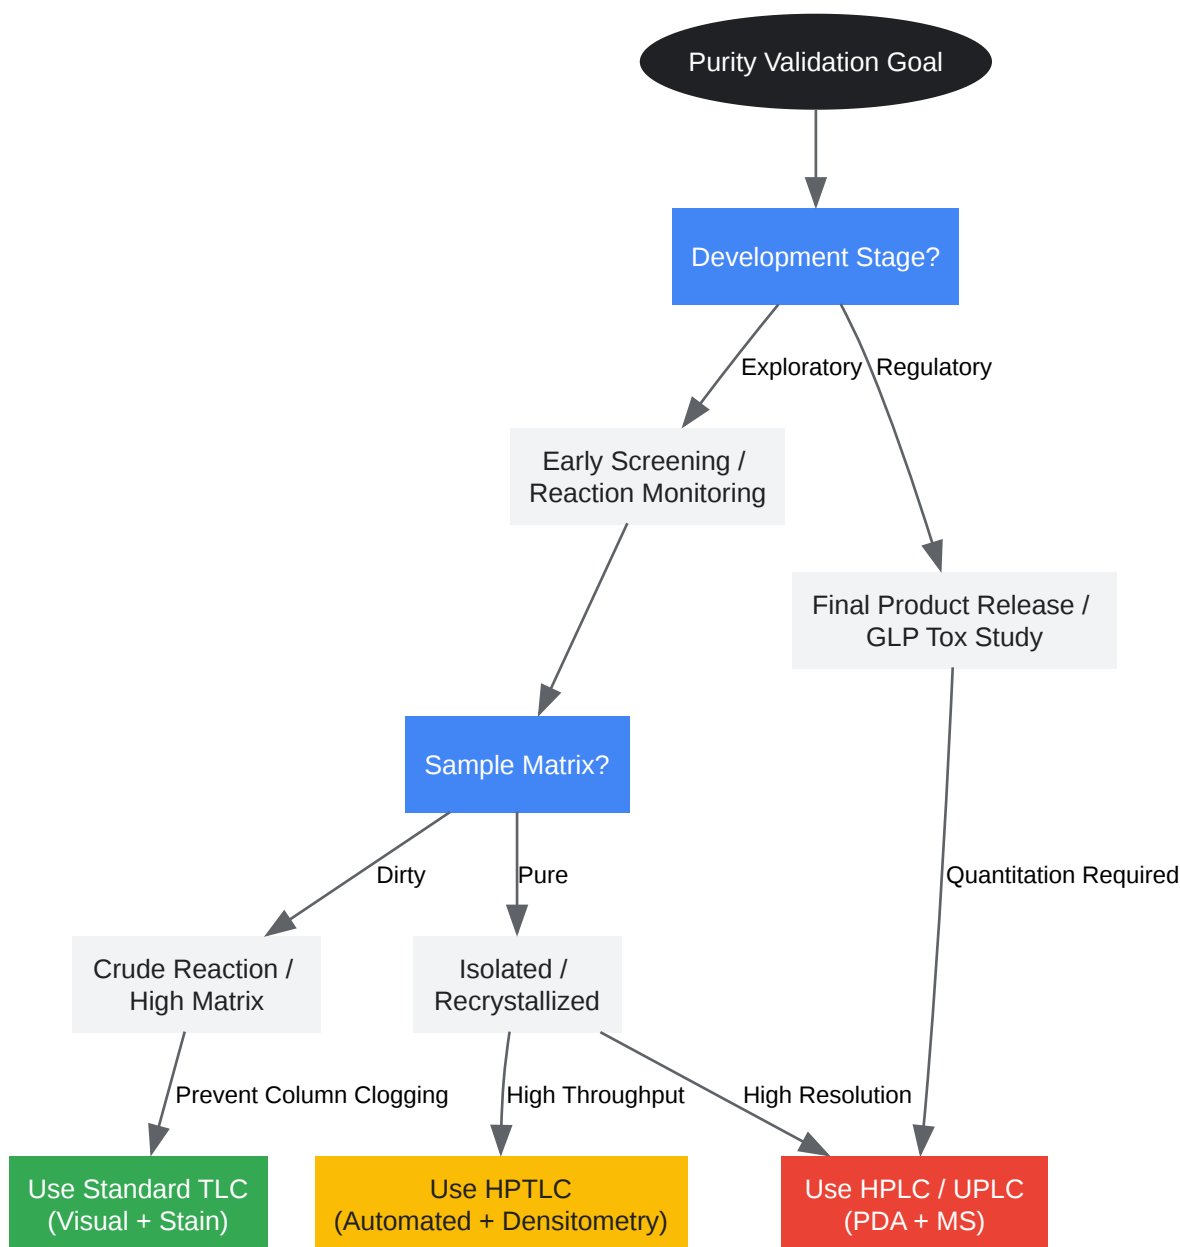 Purity Validation Goal
Development Stage?
Exploratory
Regulatory
Early Screening /
Reaction Monitoring
Final Product Release /
GLP Tox Study
Sample Matrix?
Dirty
Pure
Quantitation Required
Crude Reaction /
High Matrix
Isolated /
Recrystallized
Prevent Column Clogging
High Throughput
High Resolution
Use Standard TLC
(Visual + Stain)
Use HPTLC
(Automated + Densitometry)
Use HPLC / UPLC
(PDA + MS)